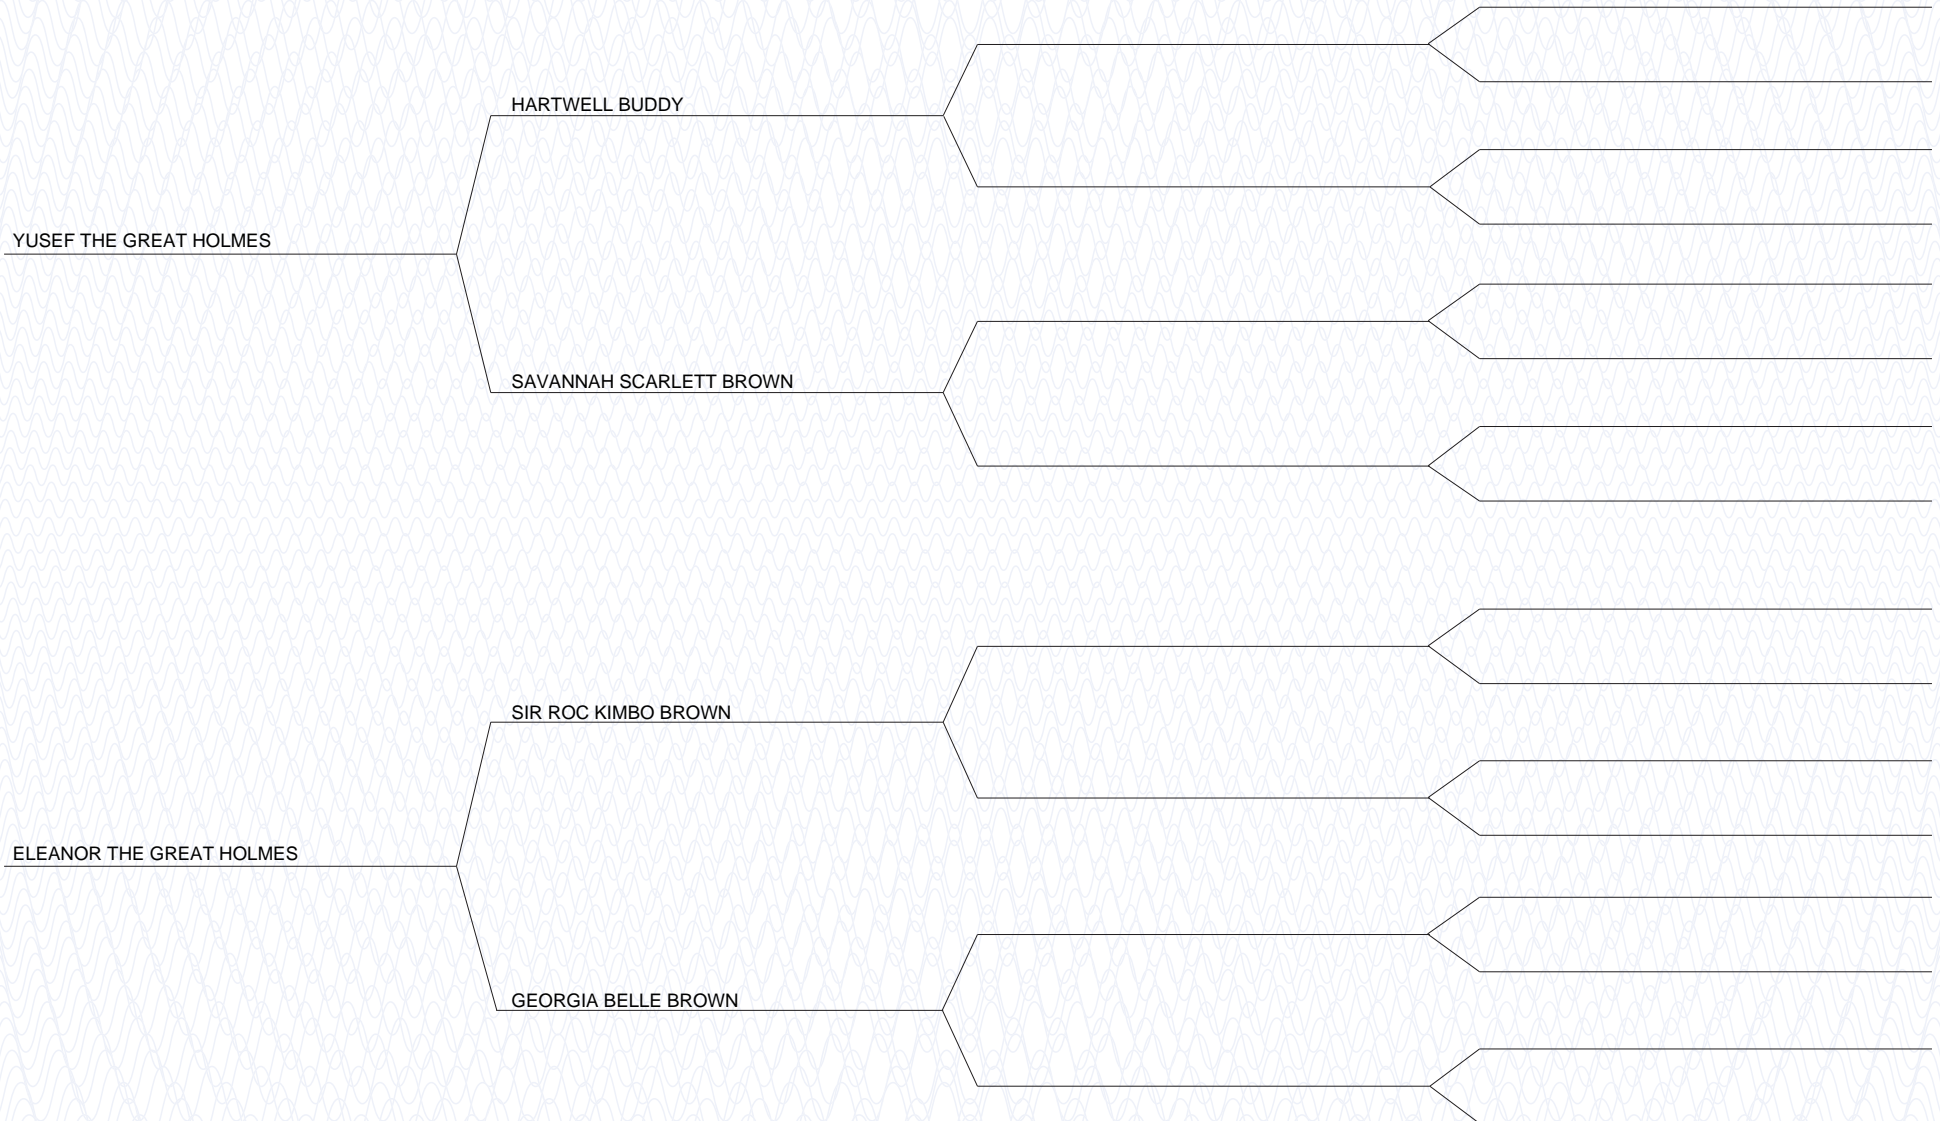 HARTWELL BUDDY
YUSEF THE GREAT HOLMES
SAVANNAH SCARLETT BROWN
SIR ROC KIMBO BROWN
ELEANOR THE GREAT HOLMES
GEORGIA BELLE BROWN